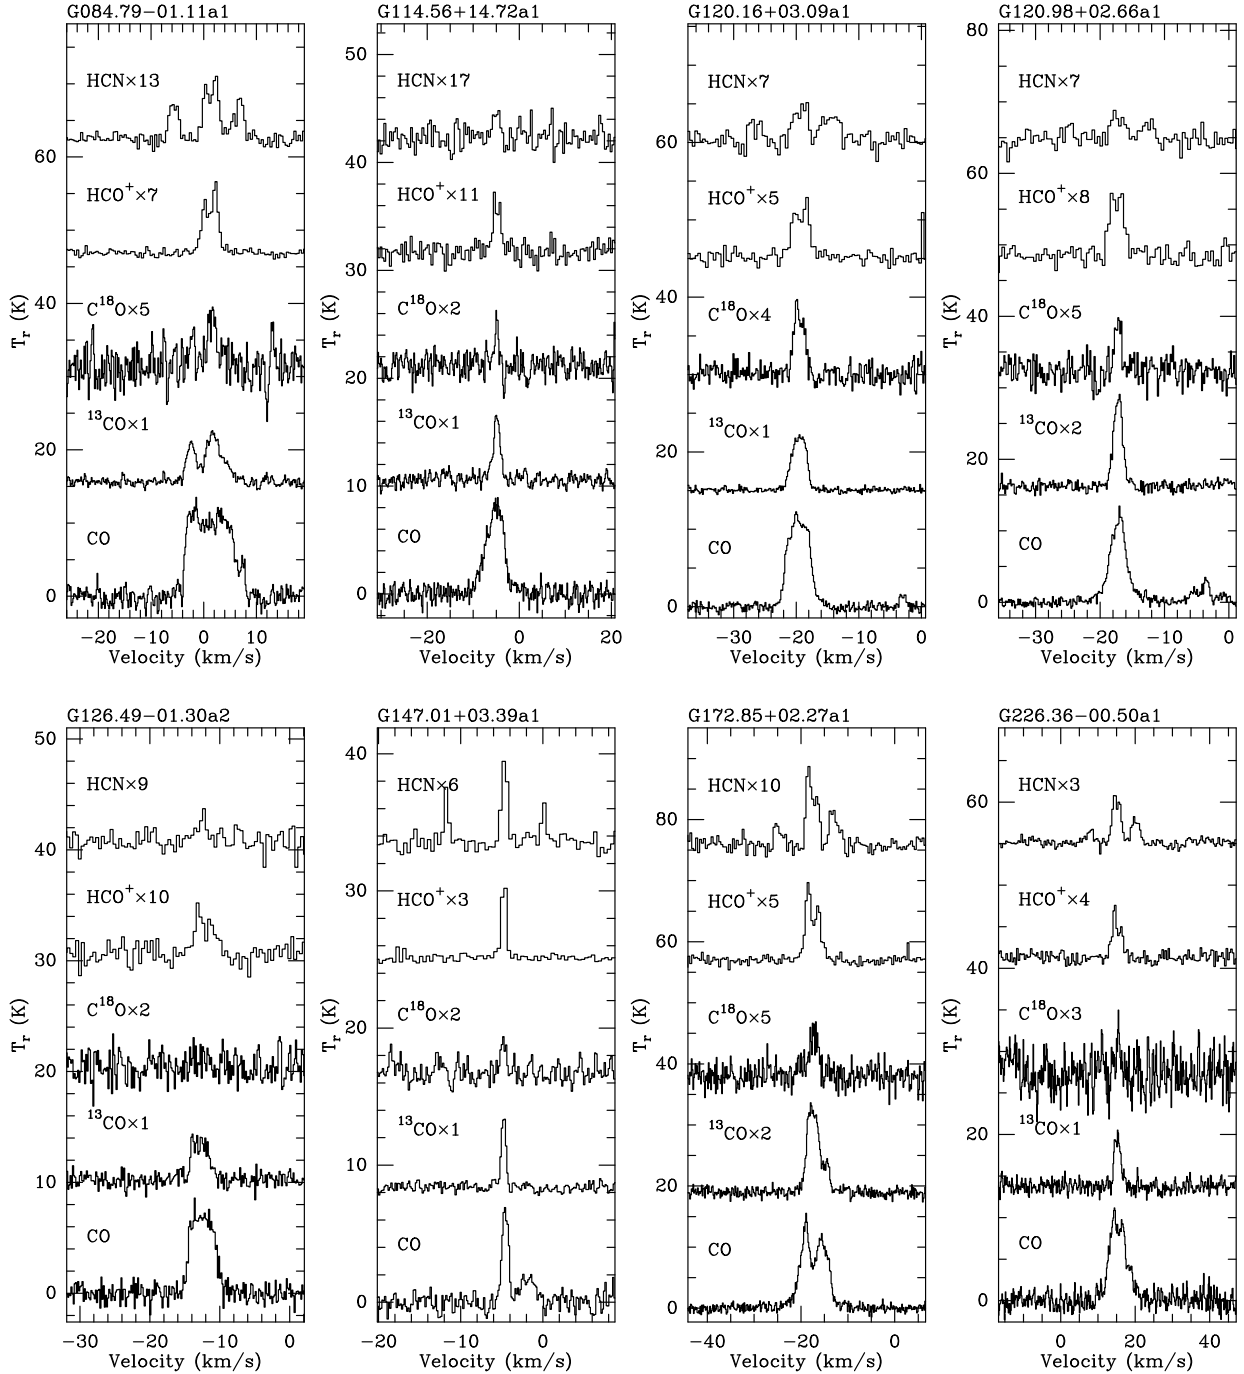 G084.79−01.11a1
G114.56+14.72a1
G120.16+03.09a1
G120.98+02.66a1
HCN×13
HCO⁺×7
C¹⁸O×5
¹³CO×1
CO
60
40
20
0
Tᵣ (K)
−20 −10 0 10
Velocity (km/s)
HCN×17
HCO⁺×11
C¹⁸O×2
¹³CO×1
CO
50
40
30
20
10
0
Tᵣ (K)
−20 0 20
Velocity (km/s)
HCN×7
HCO⁺×5
C¹⁸O×4
¹³CO×1
CO
60
40
20
0
Tᵣ (K)
−30 −20 −10 0
Velocity (km/s)
HCN×7
HCO⁺×8
C¹⁸O×5
¹³CO×2
CO
80
60
40
20
0
Tᵣ (K)
−30 −20 −10 0
Velocity (km/s)
G126.49−01.30a2
G147.01+03.39a1
G172.85+02.27a1
G226.36−00.50a1
HCN×9
HCO⁺×10
C¹⁸O×2
¹³CO×1
CO
50
40
30
20
10
0
Tᵣ (K)
−30 −20 −10 0
Velocity (km/s)
HCN×6
HCO⁺×3
C¹⁸O×2
¹³CO×1
CO
40
30
20
10
0
Tᵣ (K)
−20 −10 0
Velocity (km/s)
HCN×10
HCO⁺×5
C¹⁸O×5
¹³CO×2
CO
80
60
40
20
0
Tᵣ (K)
−40 −20 0
Velocity (km/s)
HCN×3
HCO⁺×4
C¹⁸O×3
¹³CO×1
CO
60
40
20
0
Tᵣ (K)
0 20 40
Velocity (km/s)